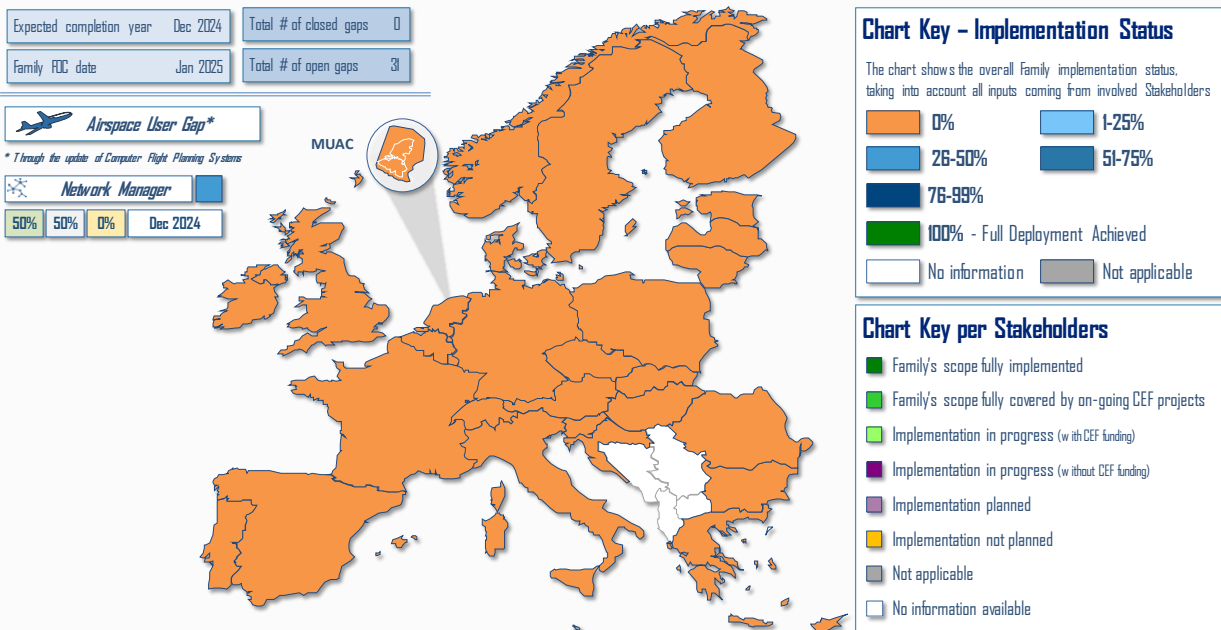 Expected completion year Dec 2024
Total # of closed gaps 0
Family FOC date Jan 2025
Total # of open gaps 31
Airspace User Gap*
* Through the update of Computer Flight Planning Systems
Network Manager
50% 50% 0% Dec 2024
MUAC
Chart Key – Implementation Status
The chart shows the overall Family implementation status,
taking into account all inputs coming from involved Stakeholders
0% 1-25%
26-50% 51-75%
76-99%
100% - Full Deployment Achieved
No information Not applicable
Chart Key per Stakeholders
Family's scope fully implemented
Family's scope fully covered by on-going CEF projects
Implementation in progress (with CEF funding)
Implementation in progress (without CEF funding)
Implementation planned
Implementation not planned
Not applicable
No information available